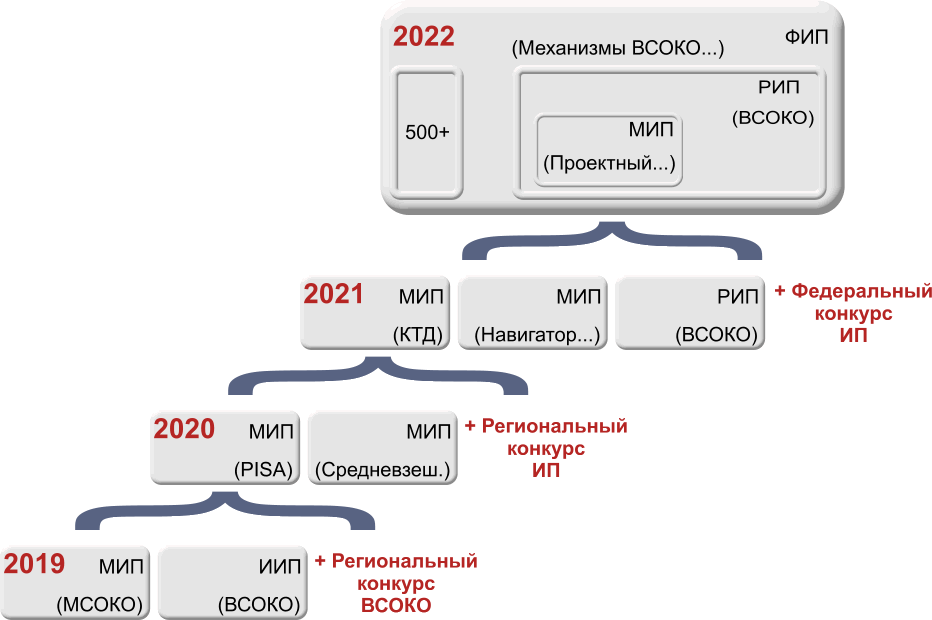 2022
ФИП
(Механизмы ВСОКО...)
500+
РИП
(ВСОКО)
МИП
(Проектный...)
2021 МИП
(КТД)
МИП
(Навигатор...)
РИП
(ВСОКО)
+ Федеральный
конкурс
ИП
2020 МИП
(PISA)
МИП
(Средневзеш.)
+ Региональный
конкурс
ИП
2019 МИП
(МСОКО)
ИИП
(ВСОКО)
+ Региональный
конкурс
ВСОКО